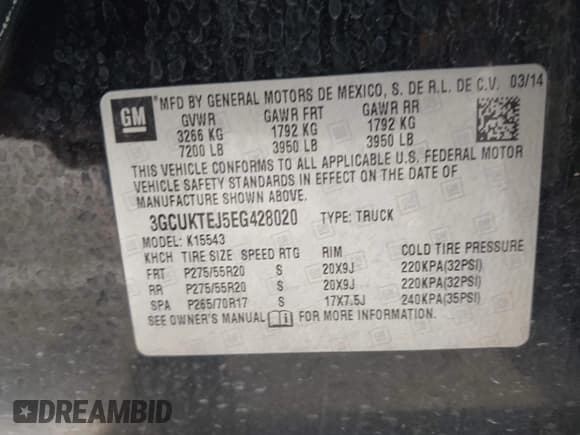 GM MFD BY GENERAL MOTORS DE MEXICO, S. DE R.L. DE C.V. 03/14
GVWR GAWR FRT GAWR RR
3266 KG 1792 KG 1792 KG
7200 LB 3950 LB 3950 LB
THIS VEHICLE CONFORMS TO ALL APPLICABLE U.S. FEDERAL MOTOR
VEHICLE SAFETY STANDARDS IN EFFECT ON THE DATE OF
MANUFACTURE SHOWN ABOVE.
3GCUKTEJ5EG428020 TYPE: TRUCK
MODEL: K15543
KHCH TIRE SIZE SPEED RTG RIM COLD TIRE PRESSURE
FRT P275/55R20 S 20X9J 220KPA(32PSI)
RR P275/55R20 S 20X9J 220KPA(32PSI)
SPA P265/70R17 S 17X7.5J 240KPA(35PSI)
SEE OWNER'S MANUAL i FOR MORE INFORMATION.
DREAMBID